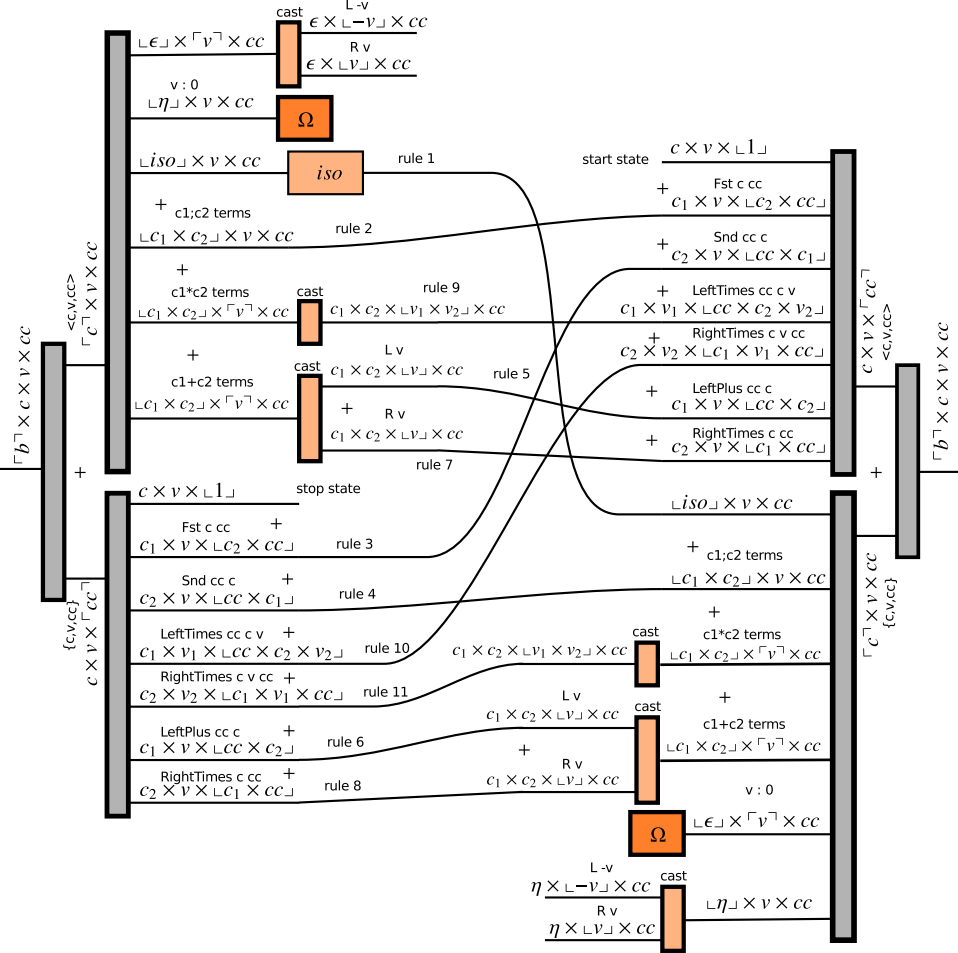 L -v
cast
ϵ × ⌞−v⌟ × cc
⌞ϵ⌟ × ⌜v⌝ × cc
R v
ϵ × ⌞v⌟ × cc
v : 0
⌞η⌟ × v × cc
Ω
⌞iso⌟ × v × cc
iso
rule 1
+
c1;c2 terms
⌞c₁ × c₂⌟ × v × cc
rule 2
+
c1*c2 terms
⌞c₁ × c₂⌟ × ⌜v⌝ × cc
cast
c₁ × c₂ × ⌞v₁ × v₂⌟ × cc
rule 9
+
c1+c2 terms
⌞c₁ × c₂⌟ × ⌜v⌝ × cc
cast
L v
c₁ × c₂ × ⌞v⌟ × cc
rule 5
+
R v
c₁ × c₂ × ⌞v⌟ × cc
rule 7
<c,v,cc>
⌜c⌝ × v × cc
⌜b⌝ × c × v × cc
+
{c,v,cc}
c × v × ⌜cc⌝
c × v × ⌞1⌟
stop state
Fst c cc
+
c₁ × v × ⌞c₂ × cc⌟
rule 3
Snd cc c
+
c₂ × v × ⌞cc × c₁⌟
rule 4
LeftTimes cc c v
+
c₁ × v₁ × ⌞cc × c₂ × v₂⌟
rule 10
RightTimes c v cc
+
c₂ × v₂ × ⌞c₁ × v₁ × cc⌟
rule 11
LeftPlus cc c
+
c₁ × v × ⌞cc × c₂⌟
rule 6
RightTimes c cc
+
c₂ × v × ⌞c₁ × cc⌟
rule 8
start state
c × v × ⌞1⌟
+
Fst c cc
c₁ × v × ⌞c₂ × cc⌟
+
Snd cc c
c₂ × v × ⌞cc × c₁⌟
+
LeftTimes cc c v
c₁ × v₁ × ⌞cc × c₂ × v₂⌟
+
RightTimes c v cc
c₂ × v₂ × ⌞c₁ × v₁ × cc⌟
+
LeftPlus cc c
c₁ × v × ⌞cc × c₂⌟
+
RightTimes c cc
c₂ × v × ⌞c₁ × cc⌟
c × v × ⌜cc⌝
<c,v,cc>
⌜b⌝ × c × v × cc
+
⌜c⌝ × v × cc
{c,v,cc}
⌞iso⌟ × v × cc
+
c1;c2 terms
⌞c₁ × c₂⌟ × v × cc
+
c1*c2 terms
⌞c₁ × c₂⌟ × ⌜v⌝ × cc
cast
c₁ × c₂ × ⌞v₁ × v₂⌟ × cc
+
c1+c2 terms
⌞c₁ × c₂⌟ × ⌜v⌝ × cc
cast
L v
c₁ × c₂ × ⌞v⌟ × cc
+
R v
c₁ × c₂ × ⌞v⌟ × cc
v : 0
⌞ϵ⌟ × ⌜v⌝ × cc
Ω
L -v
cast
η × ⌞−v⌟ × cc
⌞η⌟ × v × cc
R v
η × ⌞v⌟ × cc